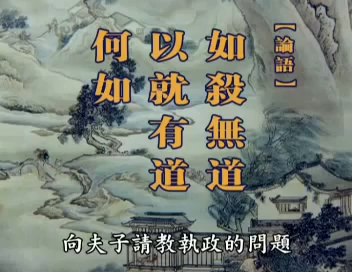 【論語】
如殺無道
以就有道
何如
向夫子請教執政的問題